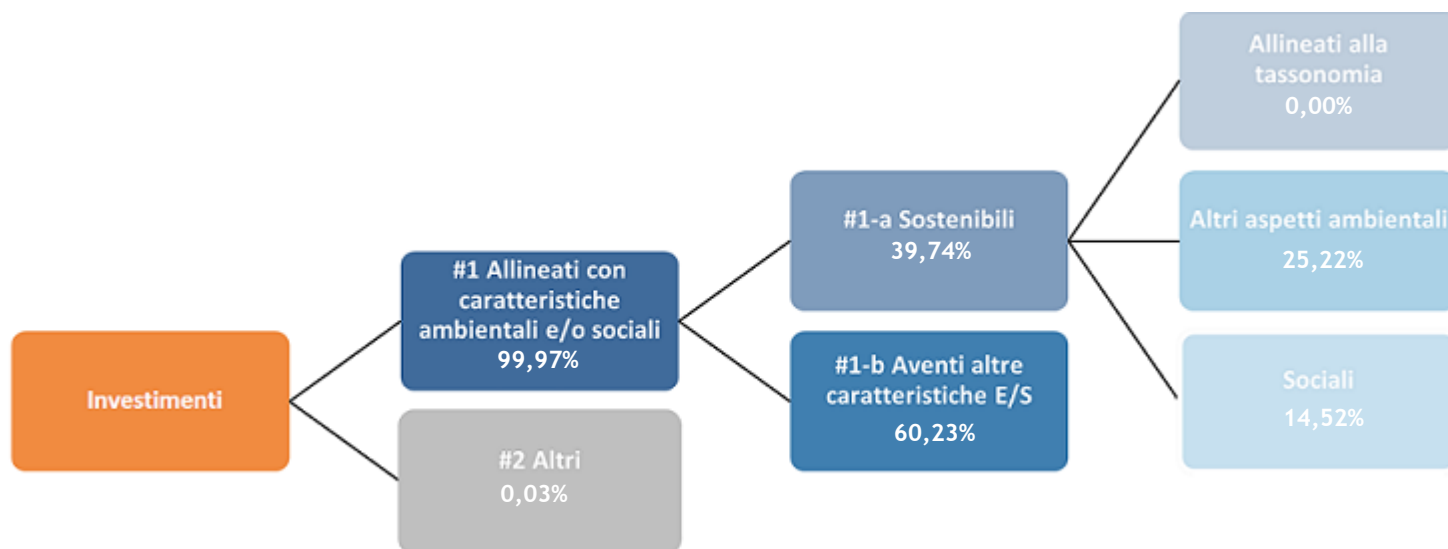 Investimenti
#1 Allineati con
caratteristiche
ambientali e/o sociali
99,97%
#2 Altri
0,03%
#1-a Sostenibili
39,74%
#1-b Aventi altre
caratteristiche E/S
60,23%
Allineati alla
tassonomia
0,00%
Altri aspetti ambientali
25,22%
Sociali
14,52%